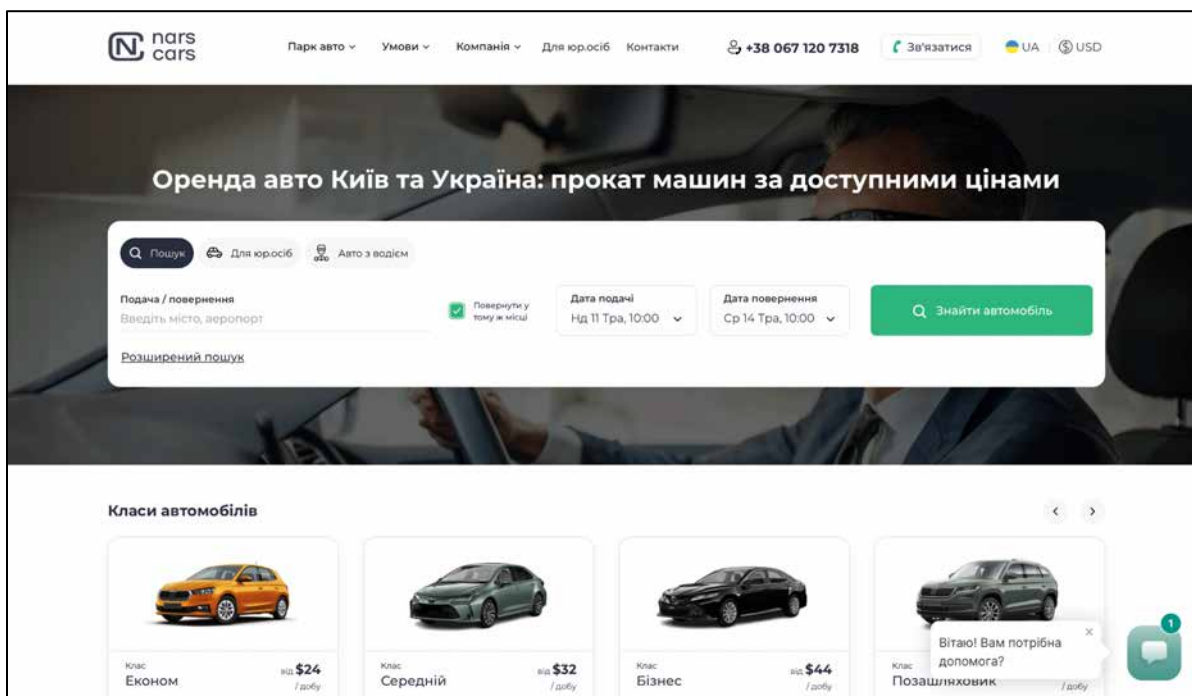 nars
cars
Парк авто
Умови
Компанія
Для юр.осіб
Контакти
+38 067 120 7318
Зв'язатися
UA
USD
Оренда авто Київ та Україна: прокат машин за доступними цінами
Пошук
Для юр.осіб
Авто з водієм
Подача / повернення
Введіть місто, аеропорт
Повернути у
тому ж місці
Дата подачі
Нд 11 Тра, 10:00
Дата повернення
Ср 14 Тра, 10:00
Знайти автомобіль
Розширений пошук
Класи автомобілів
Клас
Економ
від $24
/ добу
Клас
Середній
від $32
/ добу
Клас
Бізнес
від $44
/ добу
Клас
Позашляховик
/ добу
Вітаю! Вам потрібна
допомога?
1